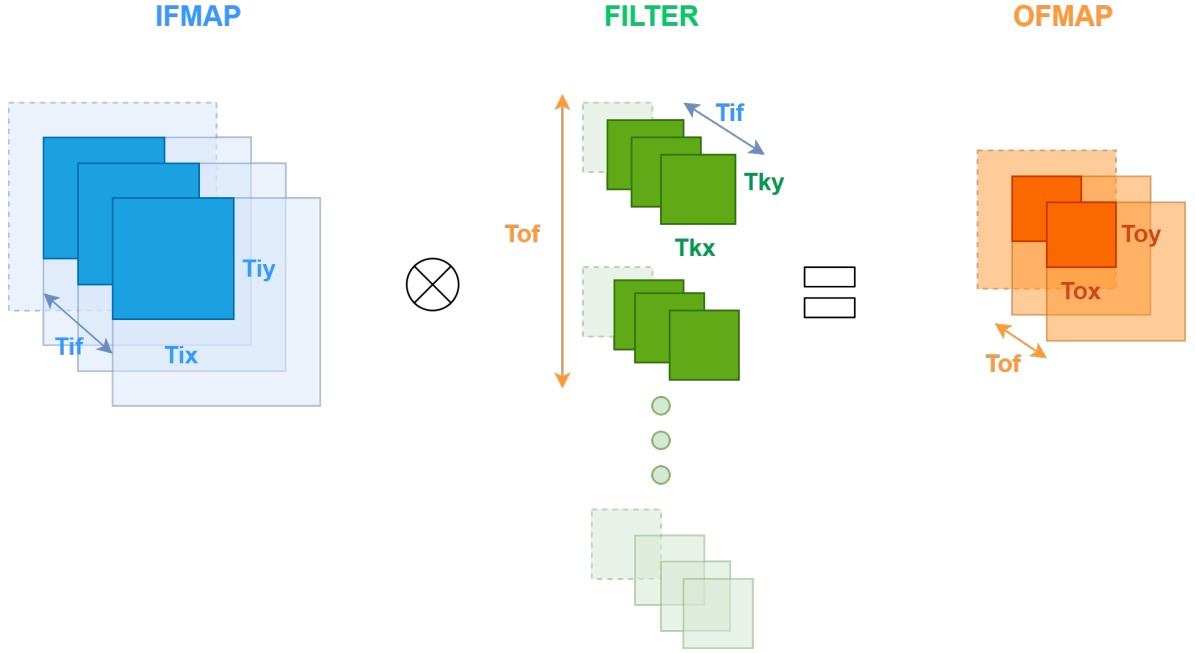 IFMAP
FILTER
OFMAP
Tif
Tky
Tof
Toy
Tkx
Tiy
Tox
Tif
Tix
Tof